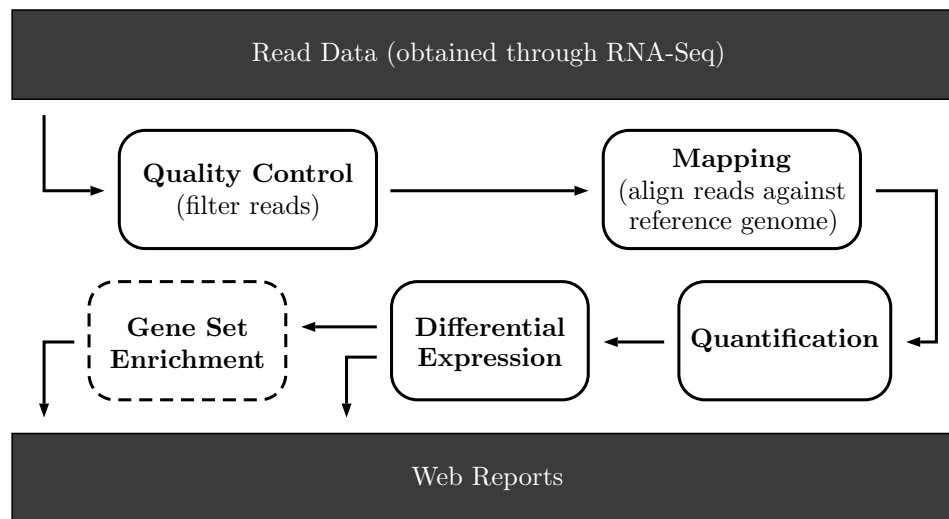 Read Data (obtained through RNA-Seq)
Quality Control
(filter reads)
Mapping
(align reads against
reference genome)
Gene Set
Enrichment
Differential
Expression
Quantification
Web Reports